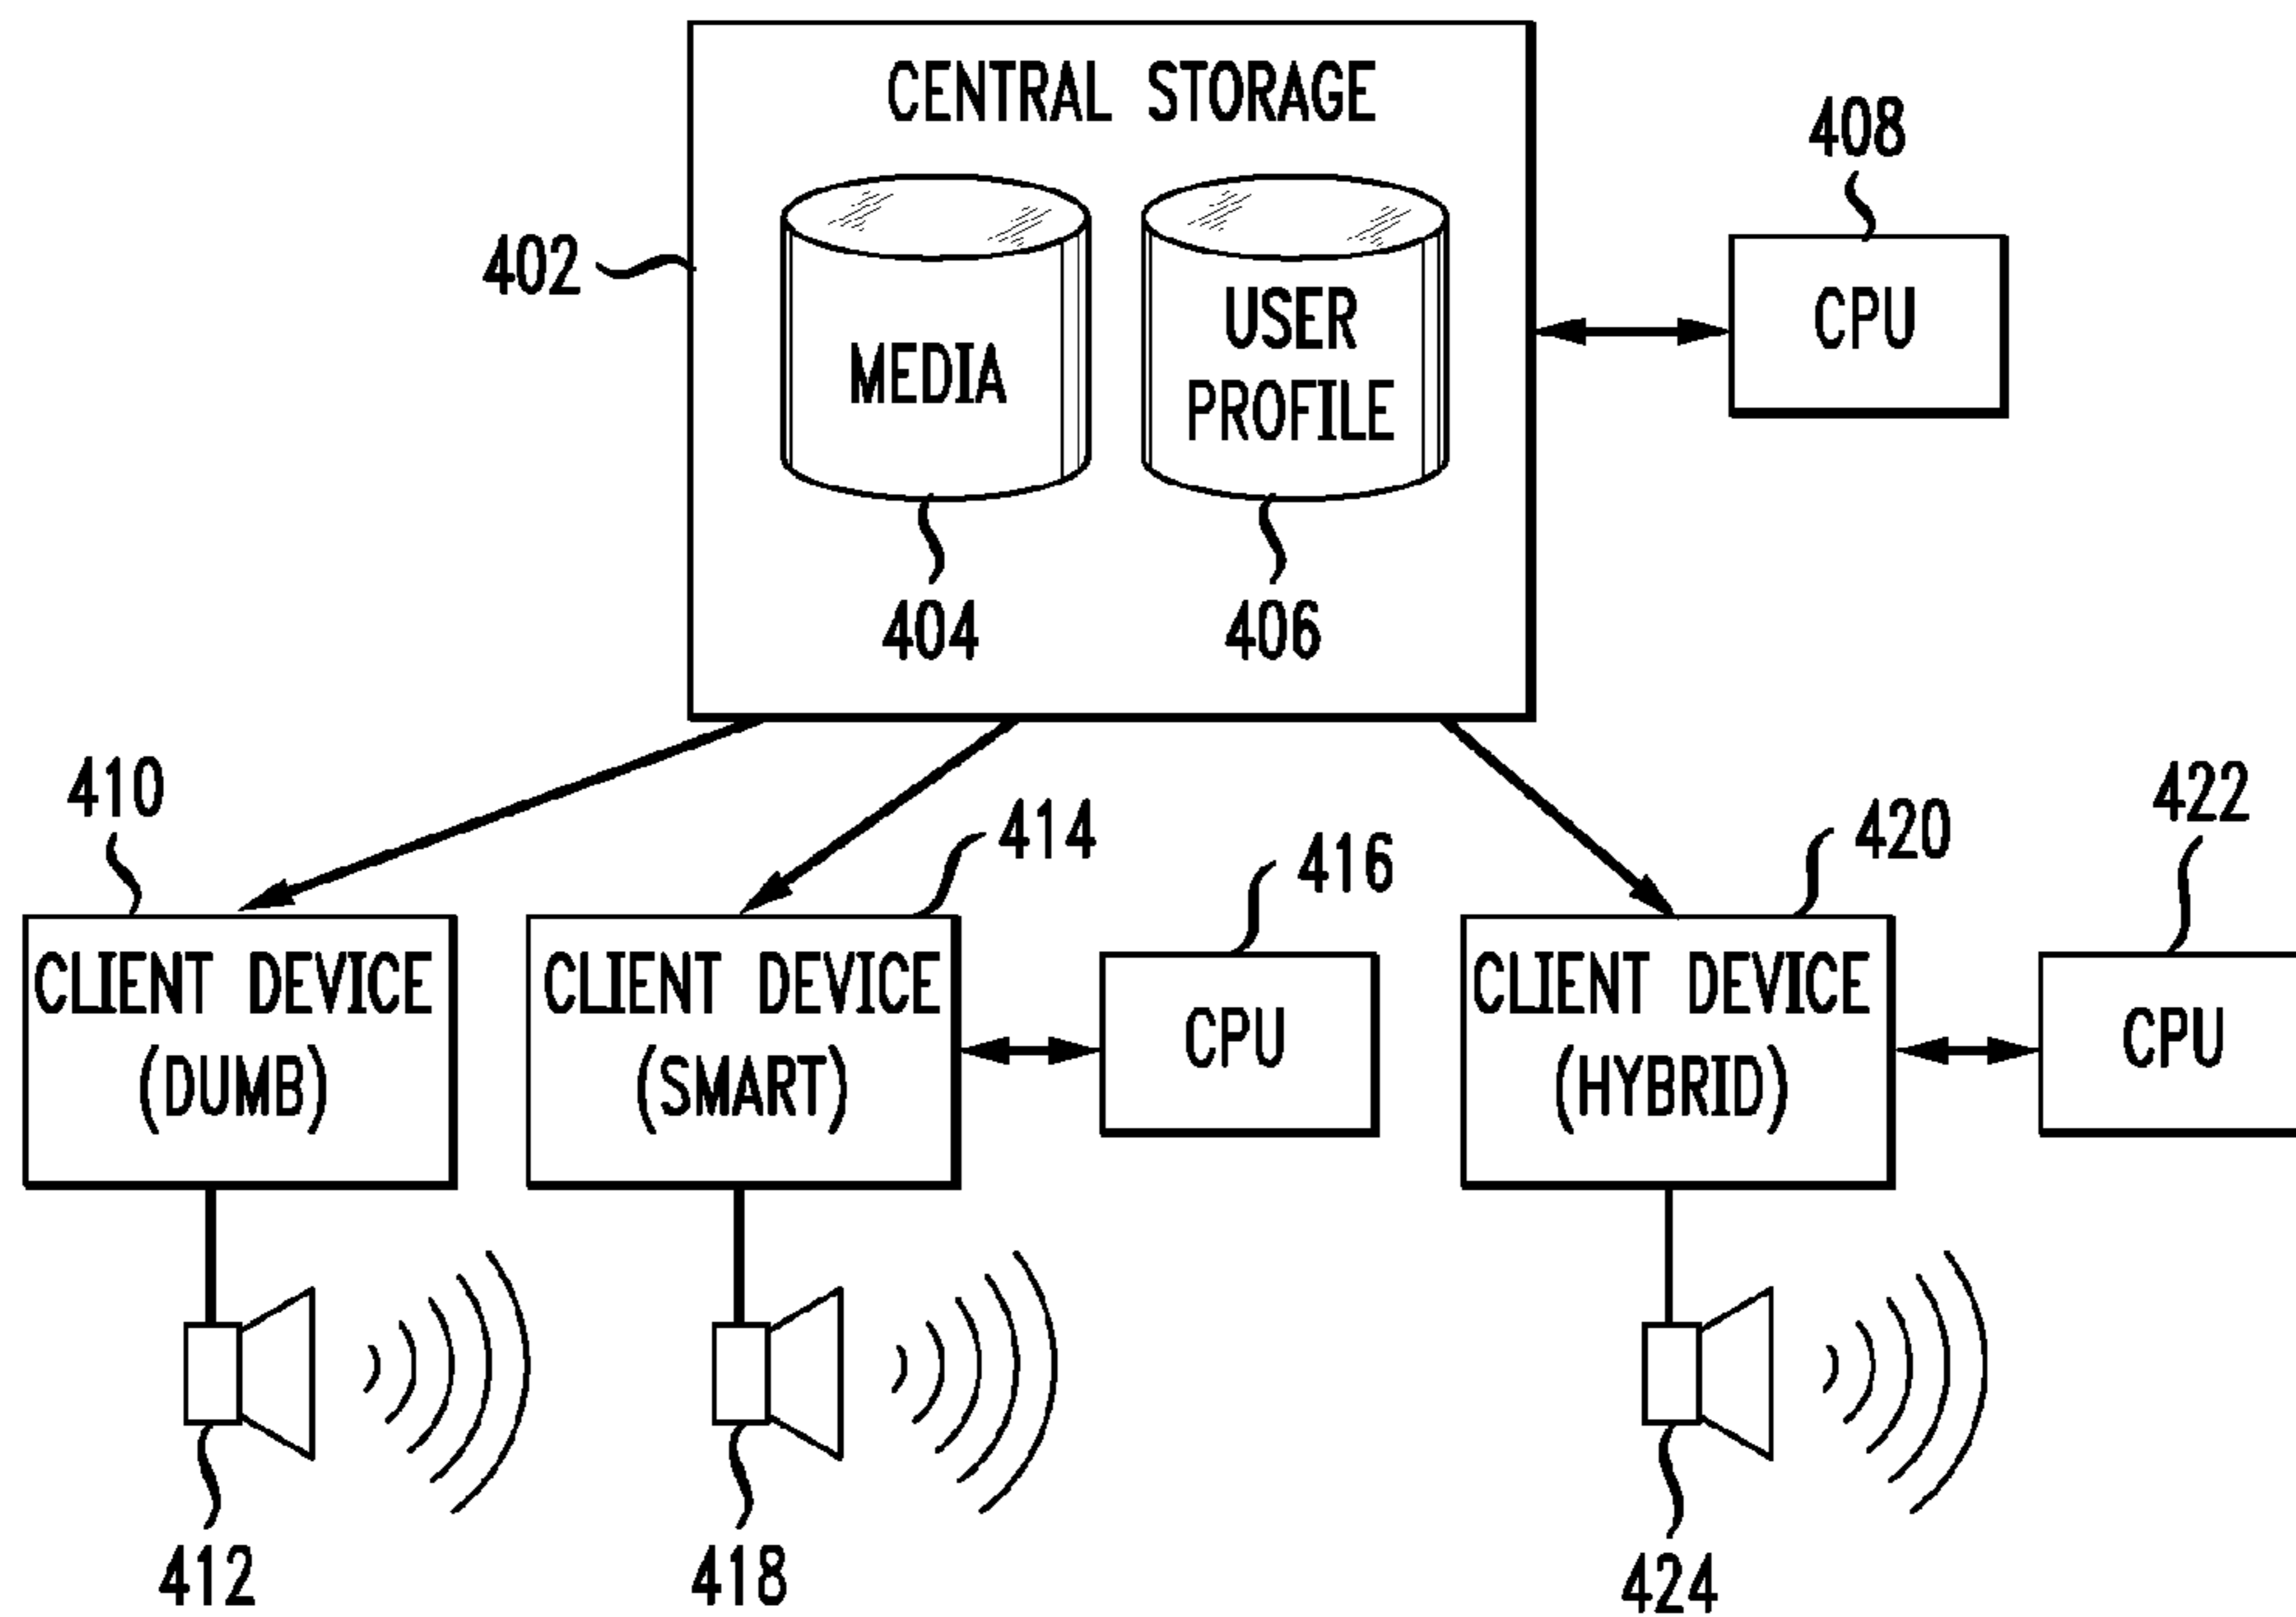 CENTRAL STORAGE
408
402
CPU
MEDIA
USER
PROFILE
404
406
410
414
416
420
422
CLIENT DEVICE
(DUMB)
CLIENT DEVICE
(SMART)
CPU
CLIENT DEVICE
(HYBRID)
CPU
412
418
424